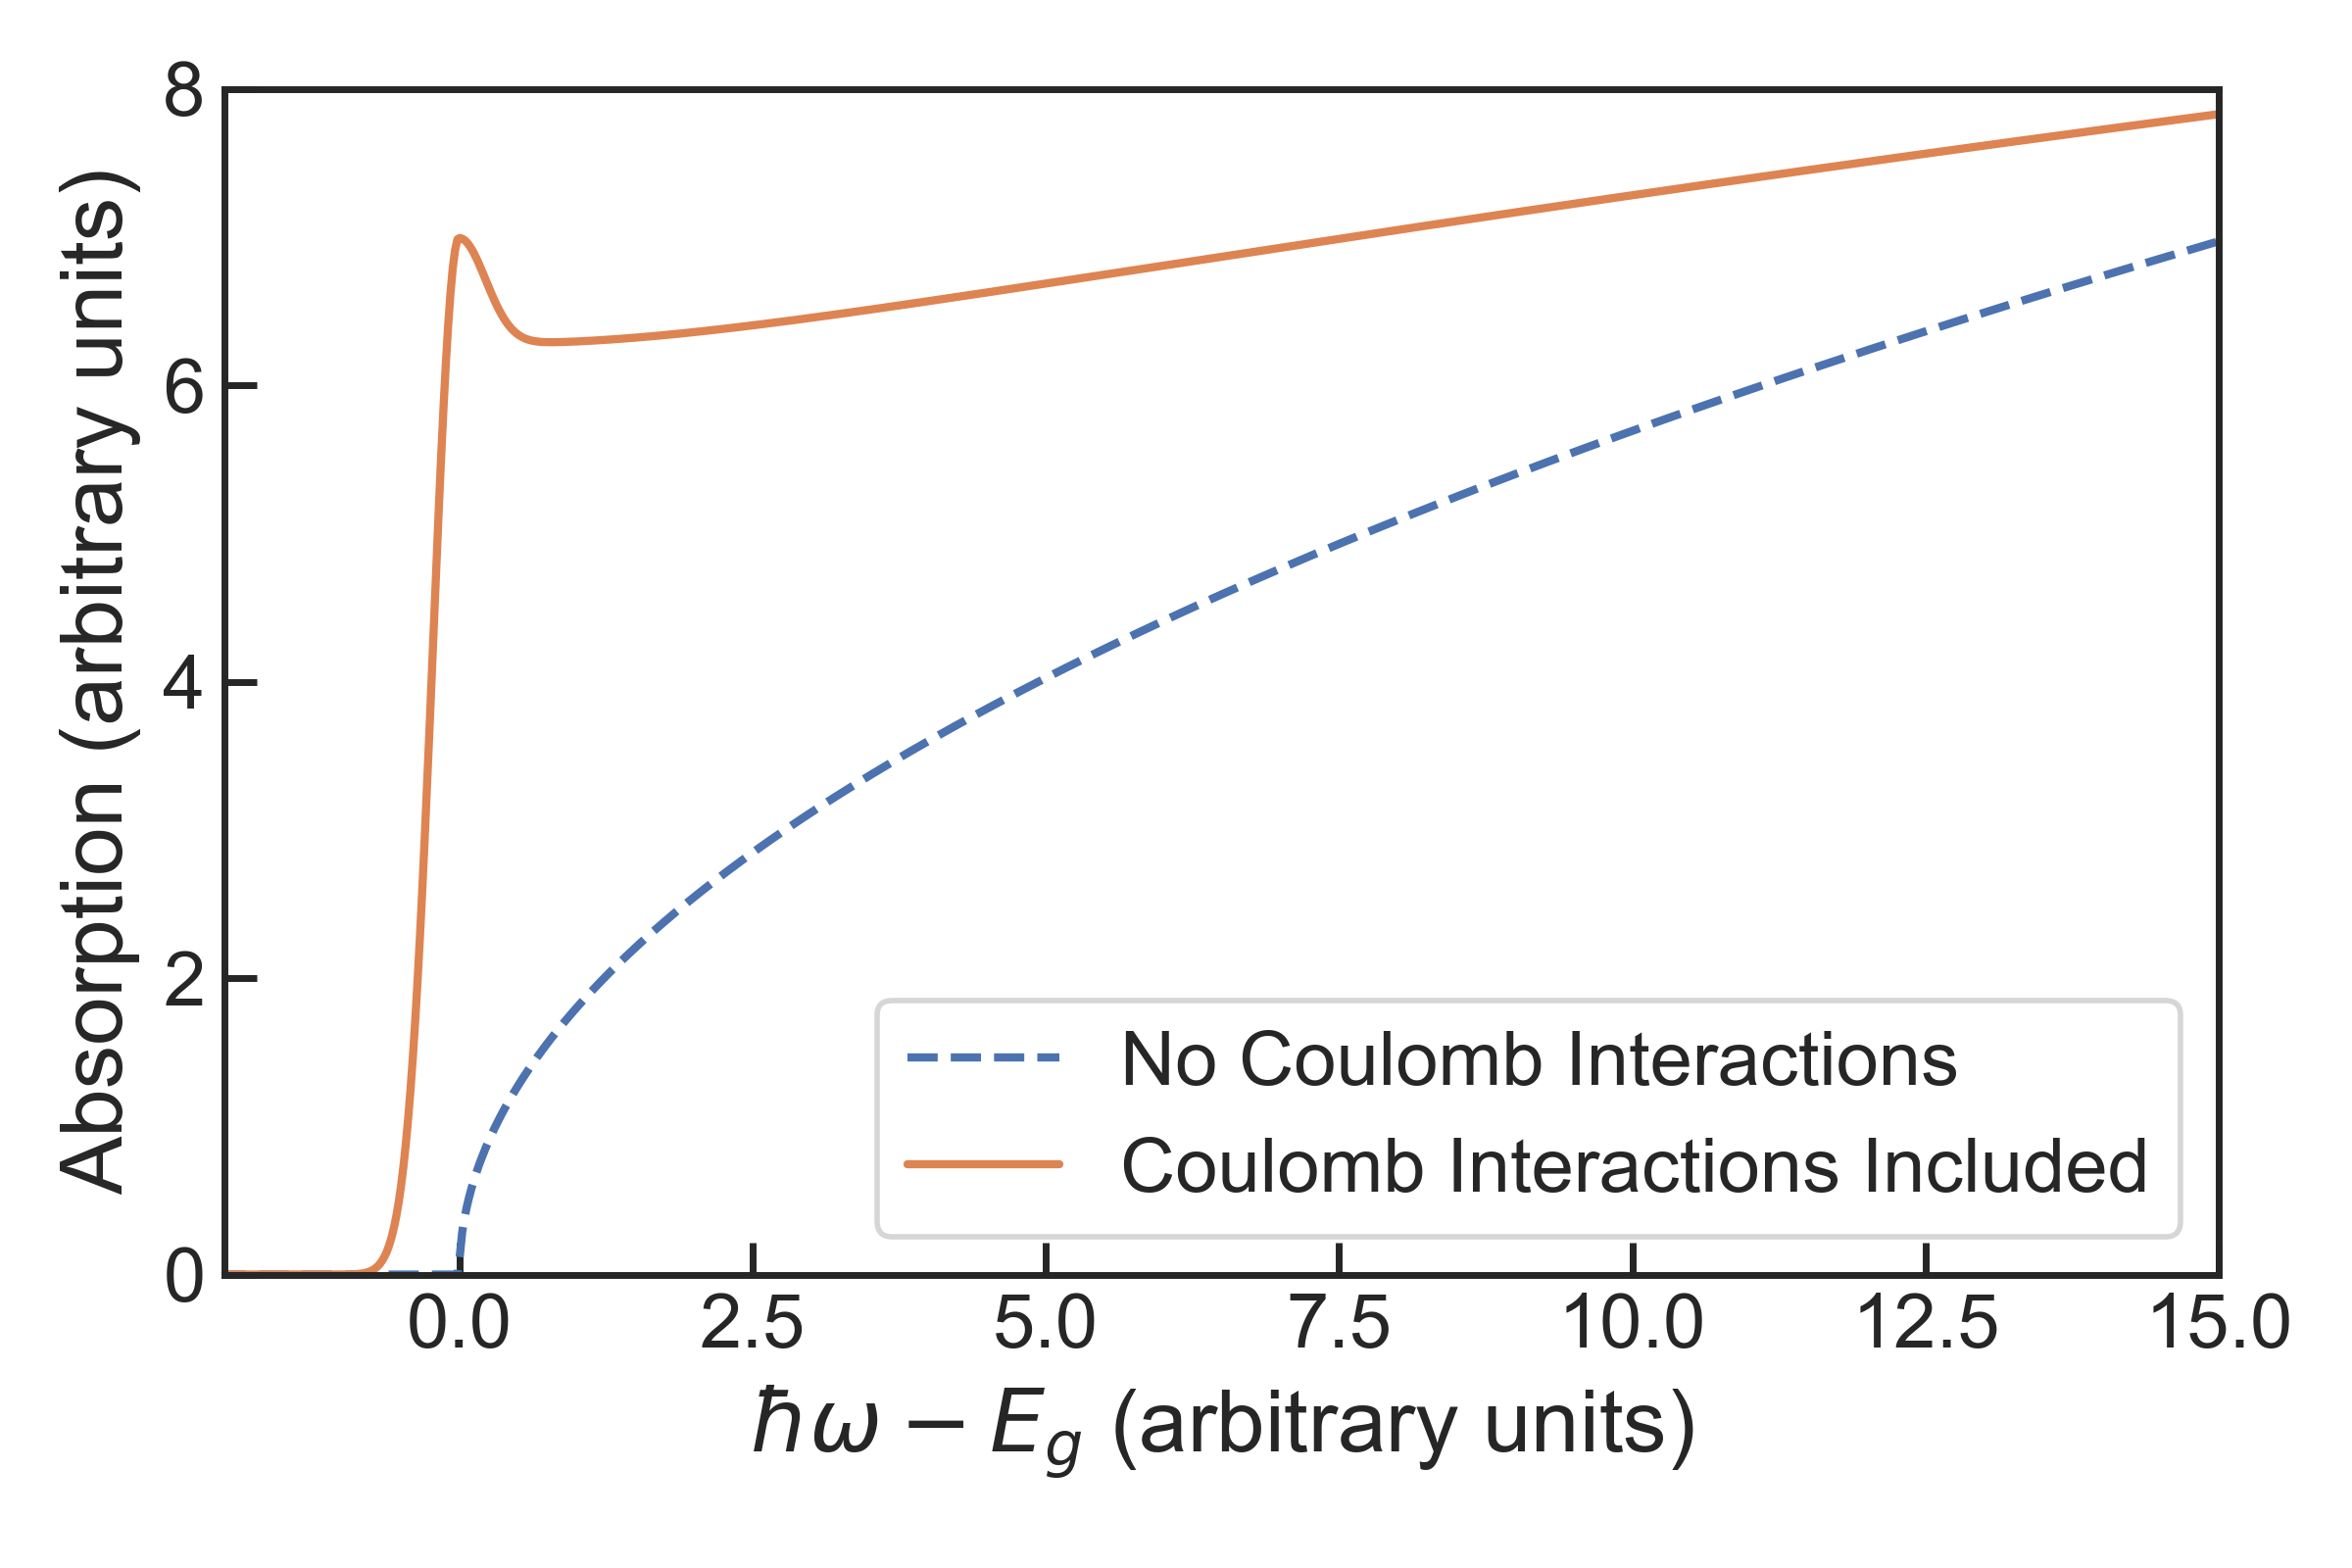 8
6
4
2
0
Absorption (arbitrary units)
No Coulomb Interactions
Coulomb Interactions Included
0.0 2.5 5.0 7.5 10.0 12.5 15.0
ħω − E_g (arbitrary units)